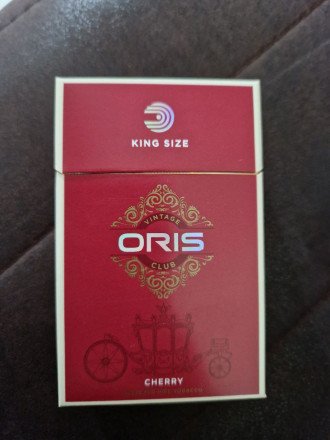 KING SIZE
VINTAGE
ORIS
CLUB
CHERRY